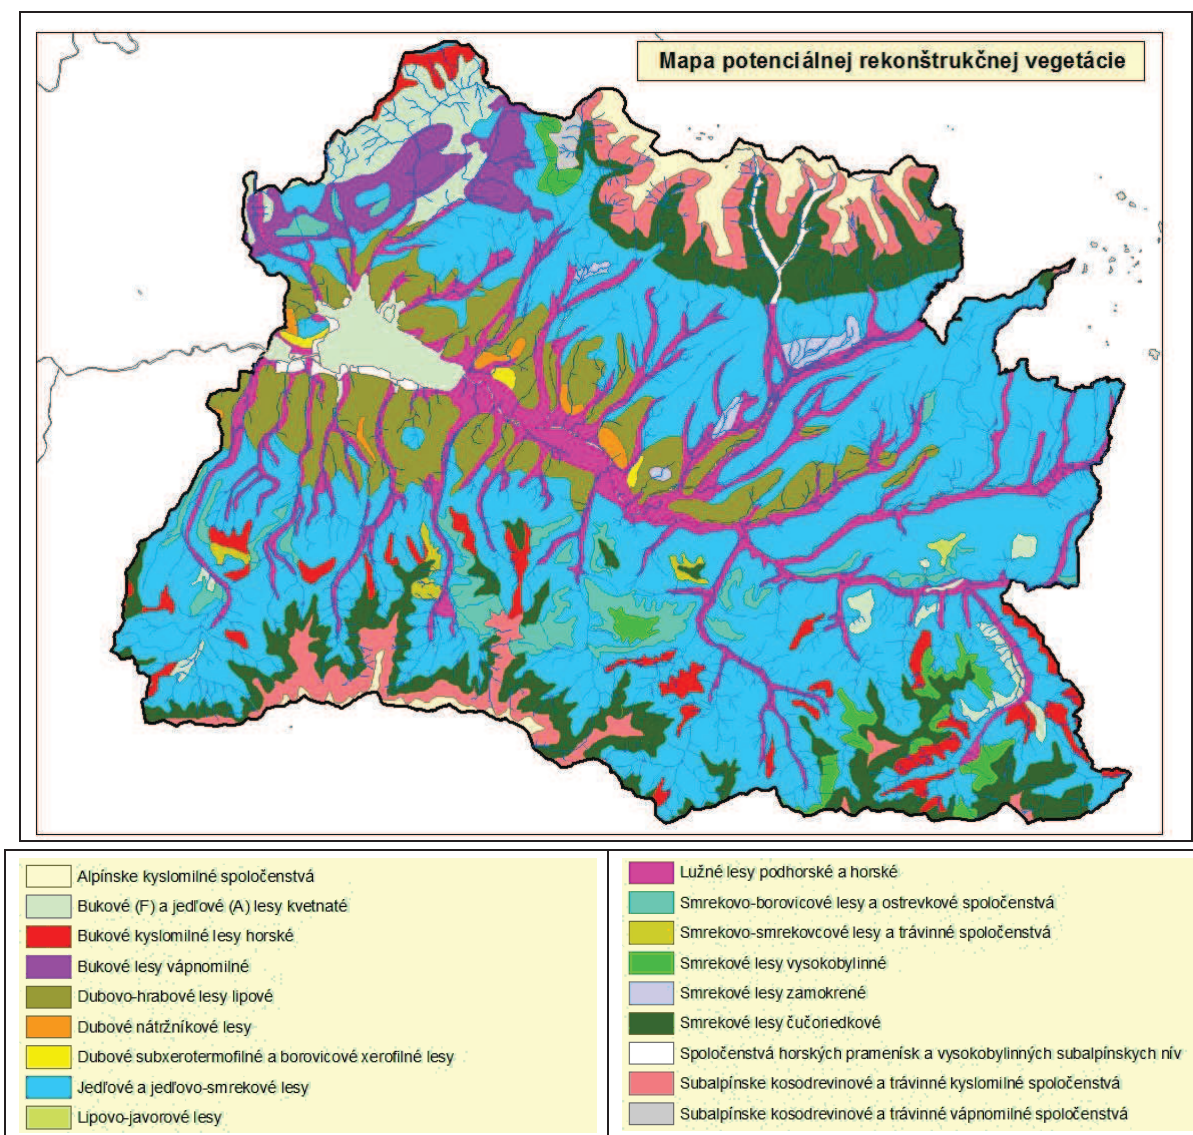 Mapa potenciálnej rekonštrukčnej vegetácie
Alpínske kyslomilné spoločenstvá
Bukové (F) a jedľové (A) lesy kvetnaté
Bukové kyslomilné lesy horské
Bukové lesy vápnomilné
Dubovo-hrabové lesy lipové
Dubové nátržníkové lesy
Dubové subxerotermofilné a borovicové xerofilné lesy
Jedľové a jedľovo-smrekové lesy
Lipovo-javorové lesy
Lužné lesy podhorské a horské
Smrekovo-borovicové lesy a ostrevkové spoločenstvá
Smrekovo-smrekovcové lesy a trávinné spoločenstvá
Smrekové lesy vysokobylinné
Smrekové lesy zamokrené
Smrekové lesy čučoriedkové
Spoločenstvá horských pramenísk a vysokobylinných subalpínskych nív
Subalpínske kosodrevinové a trávinné kyslomilné spoločenstvá
Subalpínske kosodrevinové a trávinné vápnomilné spoločenstvá